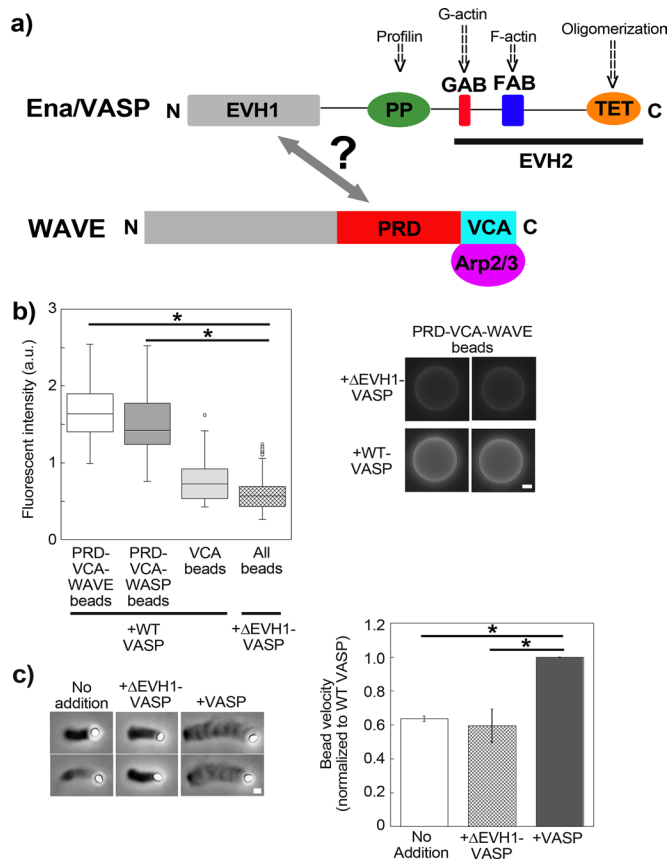 a)
G-actin
Profilin
F-actin
Oligomerization
GAB
FAB
Ena/VASP
N
EVH1
PP
TET
C
EVH2
?
WAVE
N
PRD
VCA
C
Arp2/3
b)
Fluorescent intensity (a.u.)
3
2
1
0
*
*
PRD-
VCA-
WAVE
beads
PRD-
VCA-
WASP
beads
VCA
beads
All
beads
+WT
VASP
+ΔEVH1-
VASP
PRD-VCA-WAVE
beads
+ΔEVH1-
VASP
+WT-
VASP
c)
No
addition
+ΔEVH1-
VASP
+VASP
Bead velocity
(normalized to WT VASP)
1.2
1.0
0.8
0.6
0.4
0.2
0
*
*
No
Addition
+ΔEVH1-
VASP
+VASP